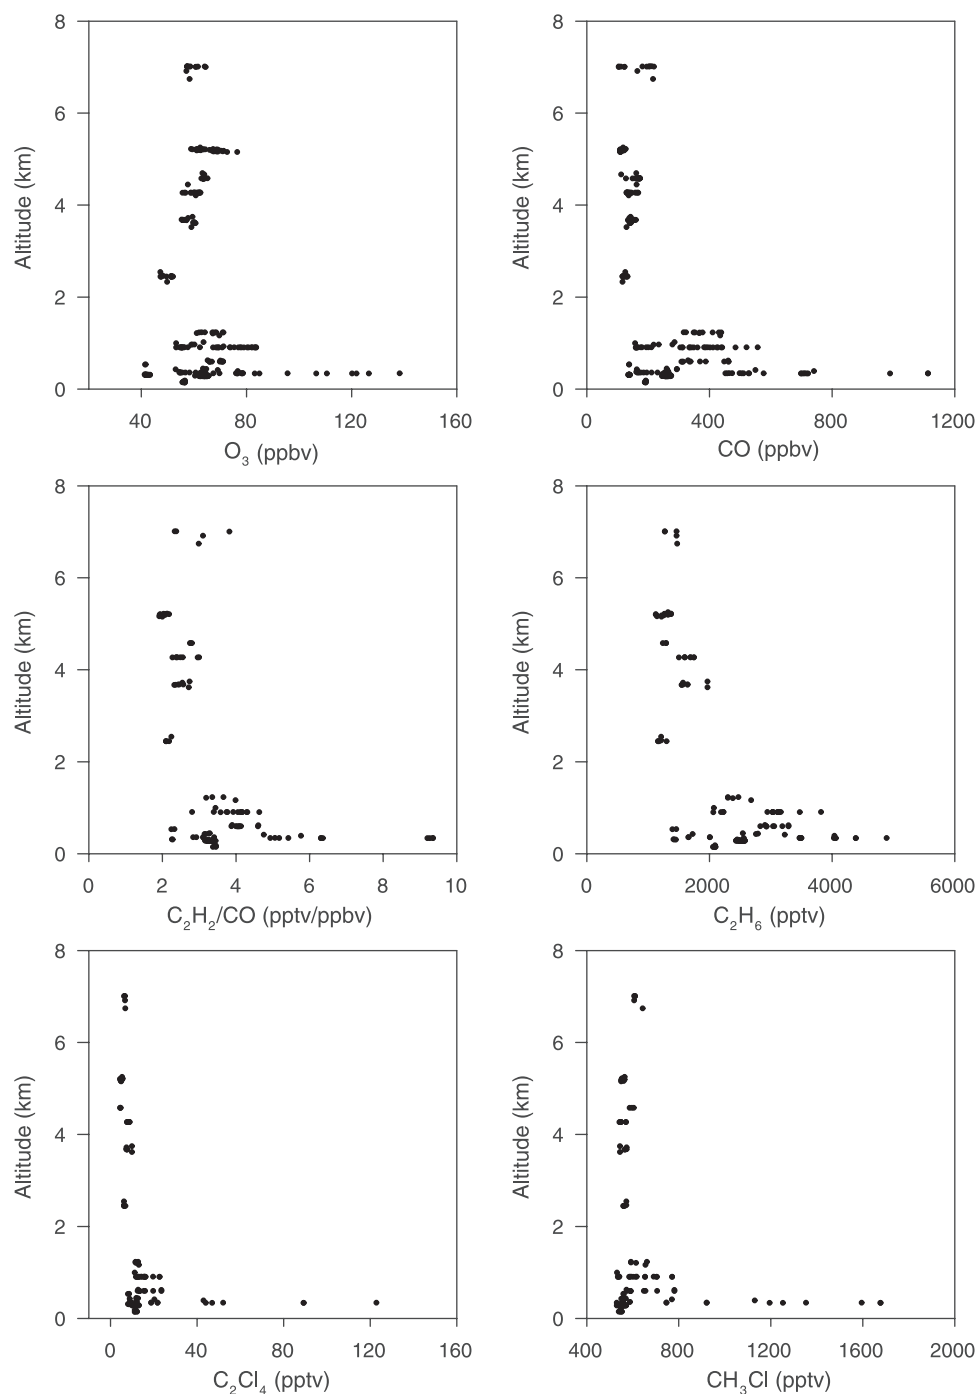 8
6
4
2
0
Altitude (km)
40 80 120 160
O₃ (ppbv)
8
6
4
2
0
Altitude (km)
0 400 800 1200
CO (ppbv)
8
6
4
2
0
Altitude (km)
0 2 4 6 8 10
C₂H₂/CO (pptv/ppbv)
8
6
4
2
0
Altitude (km)
0 2000 4000 6000
C₂H₆ (pptv)
8
6
4
2
0
Altitude (km)
0 40 80 120 160
C₂Cl₄ (pptv)
8
6
4
2
0
Altitude (km)
400 800 1200 1600 2000
CH₃Cl (pptv)